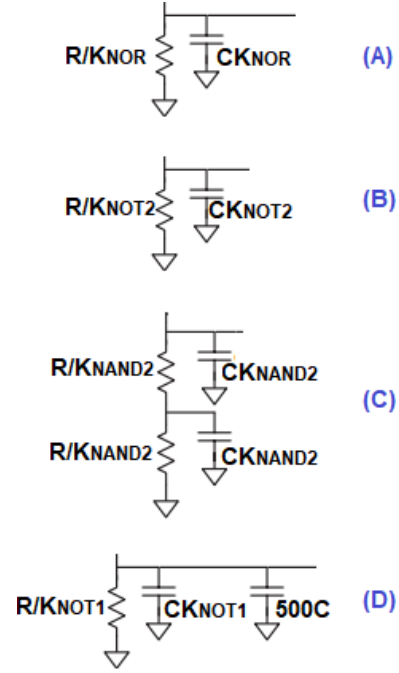 R/KNOR CKNOR (A)
R/KNOT2 CKNOT2 (B)
R/KNAND2 CKNAND2
(C)
R/KNAND2 CKNAND2
R/KNOT1 CKNOT1 500C (D)